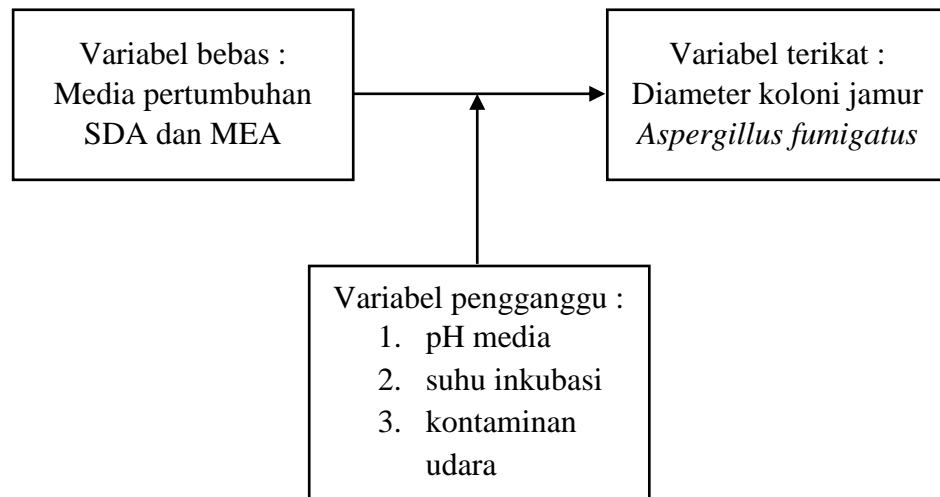 Variabel bebas :
Media pertumbuhan
SDA dan MEA
Variabel terikat :
Diameter koloni jamur
Aspergillus fumigatus
Variabel pengganggu :
1. pH media
2. suhu inkubasi
3. kontaminan
udara